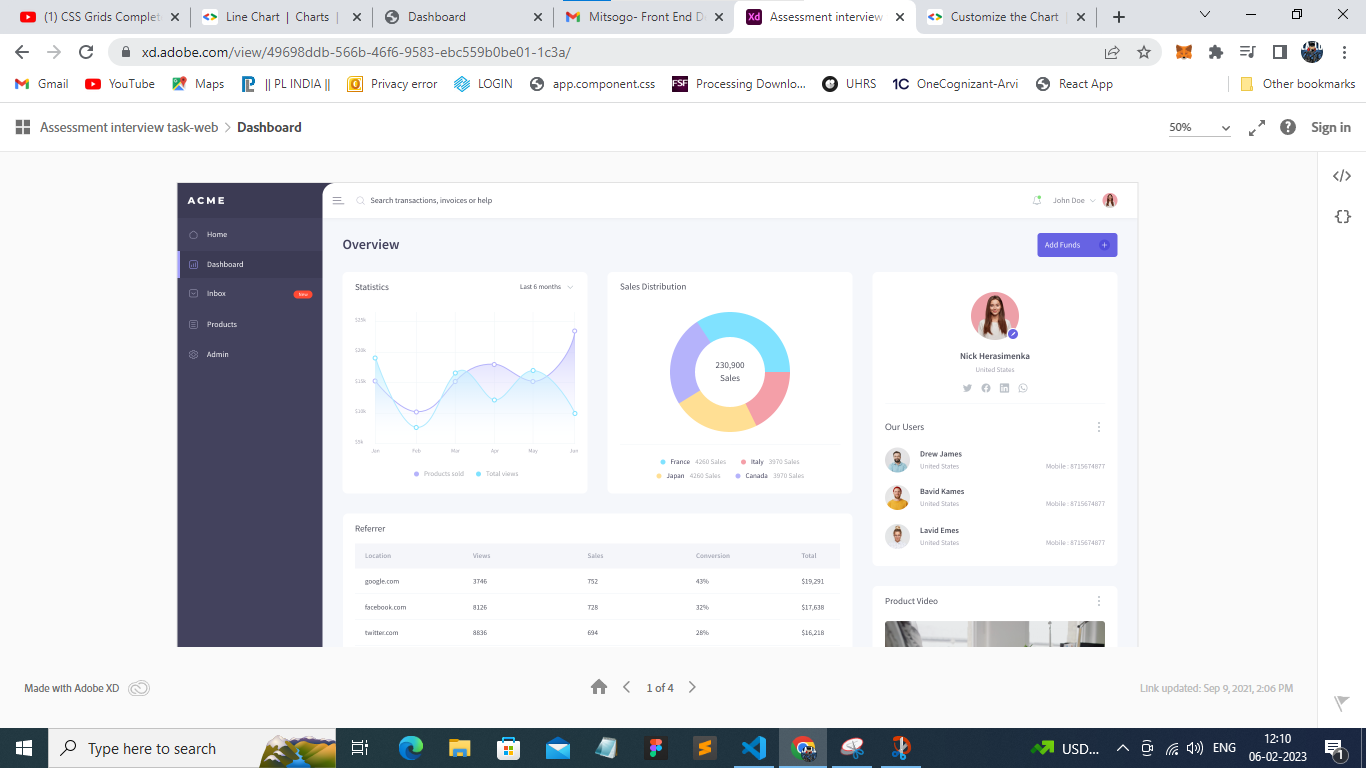 (1) CSS Grids Complet
Line Chart | Charts |
Dashboard
Mitsogo- Front End D
Xd Assessment interview
Customize the Chart
xd.adobe.com/view/49698ddb-566b-46f6-9583-ebc559b0be01-1c3a/
Gmail YouTube Maps || PL INDIA || Privacy error LOGIN app.component.css FSF Processing Downlo... UHRS 1C OneCognizant-Arvi React App Other bookmarks
Assessment interview task-web > Dashboard 50% Sign in
ACME Search transactions, invoices or help John Doe
Home
Dashboard
Inbox New
Products
Admin
Overview Add Funds
Statistics Last 6 months
$25k
$20k
$15k
$10k
$5k
Jan Feb Mar Apr May Jun
Products sold Total views
Sales Distribution
230,900
Sales
France 4260 Sales Italy 3970 Sales
Japan 4260 Sales Canada 3970 Sales
Nick Herasimenka
United States
Our Users
Drew James
United States Mobile : 8715674877
Bavid Kames
United States Mobile : 8715674877
Lavid Emes
United States Mobile : 8715674877
Referrer
Location Views Sales Conversion Total
google.com 3746 752 43% $19,291
facebook.com 8126 728 32% $17,638
twitter.com 8836 694 28% $16,218
Product Video
Made with Adobe XD 1 of 4 Link updated: Sep 9, 2021, 2:06 PM
Type here to search USD... ENG 12:10
06-02-2023 1